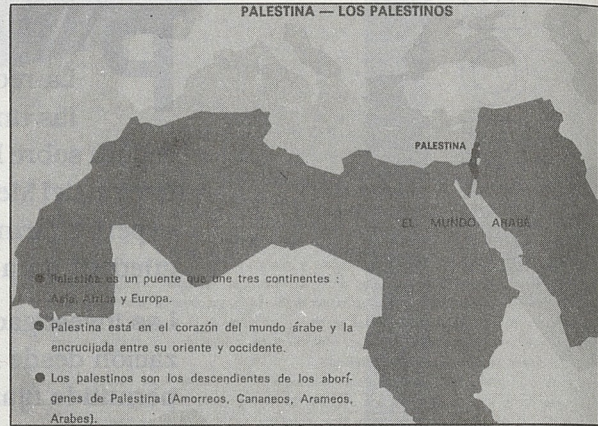 PALESTINA — LOS PALESTINOS
PALESTINA
EL MUNDO ARABE
● Palestina es un puente que une tres continentes :
Asia, Africa y Europa.
● Palestina está en el corazón del mundo árabe y la
encrucijada entre su oriente y occidente.
● Los palestinos son los descendientes de los aborí-
genes de Palestina (Amorreos, Cananeos, Arameos,
Arabes).